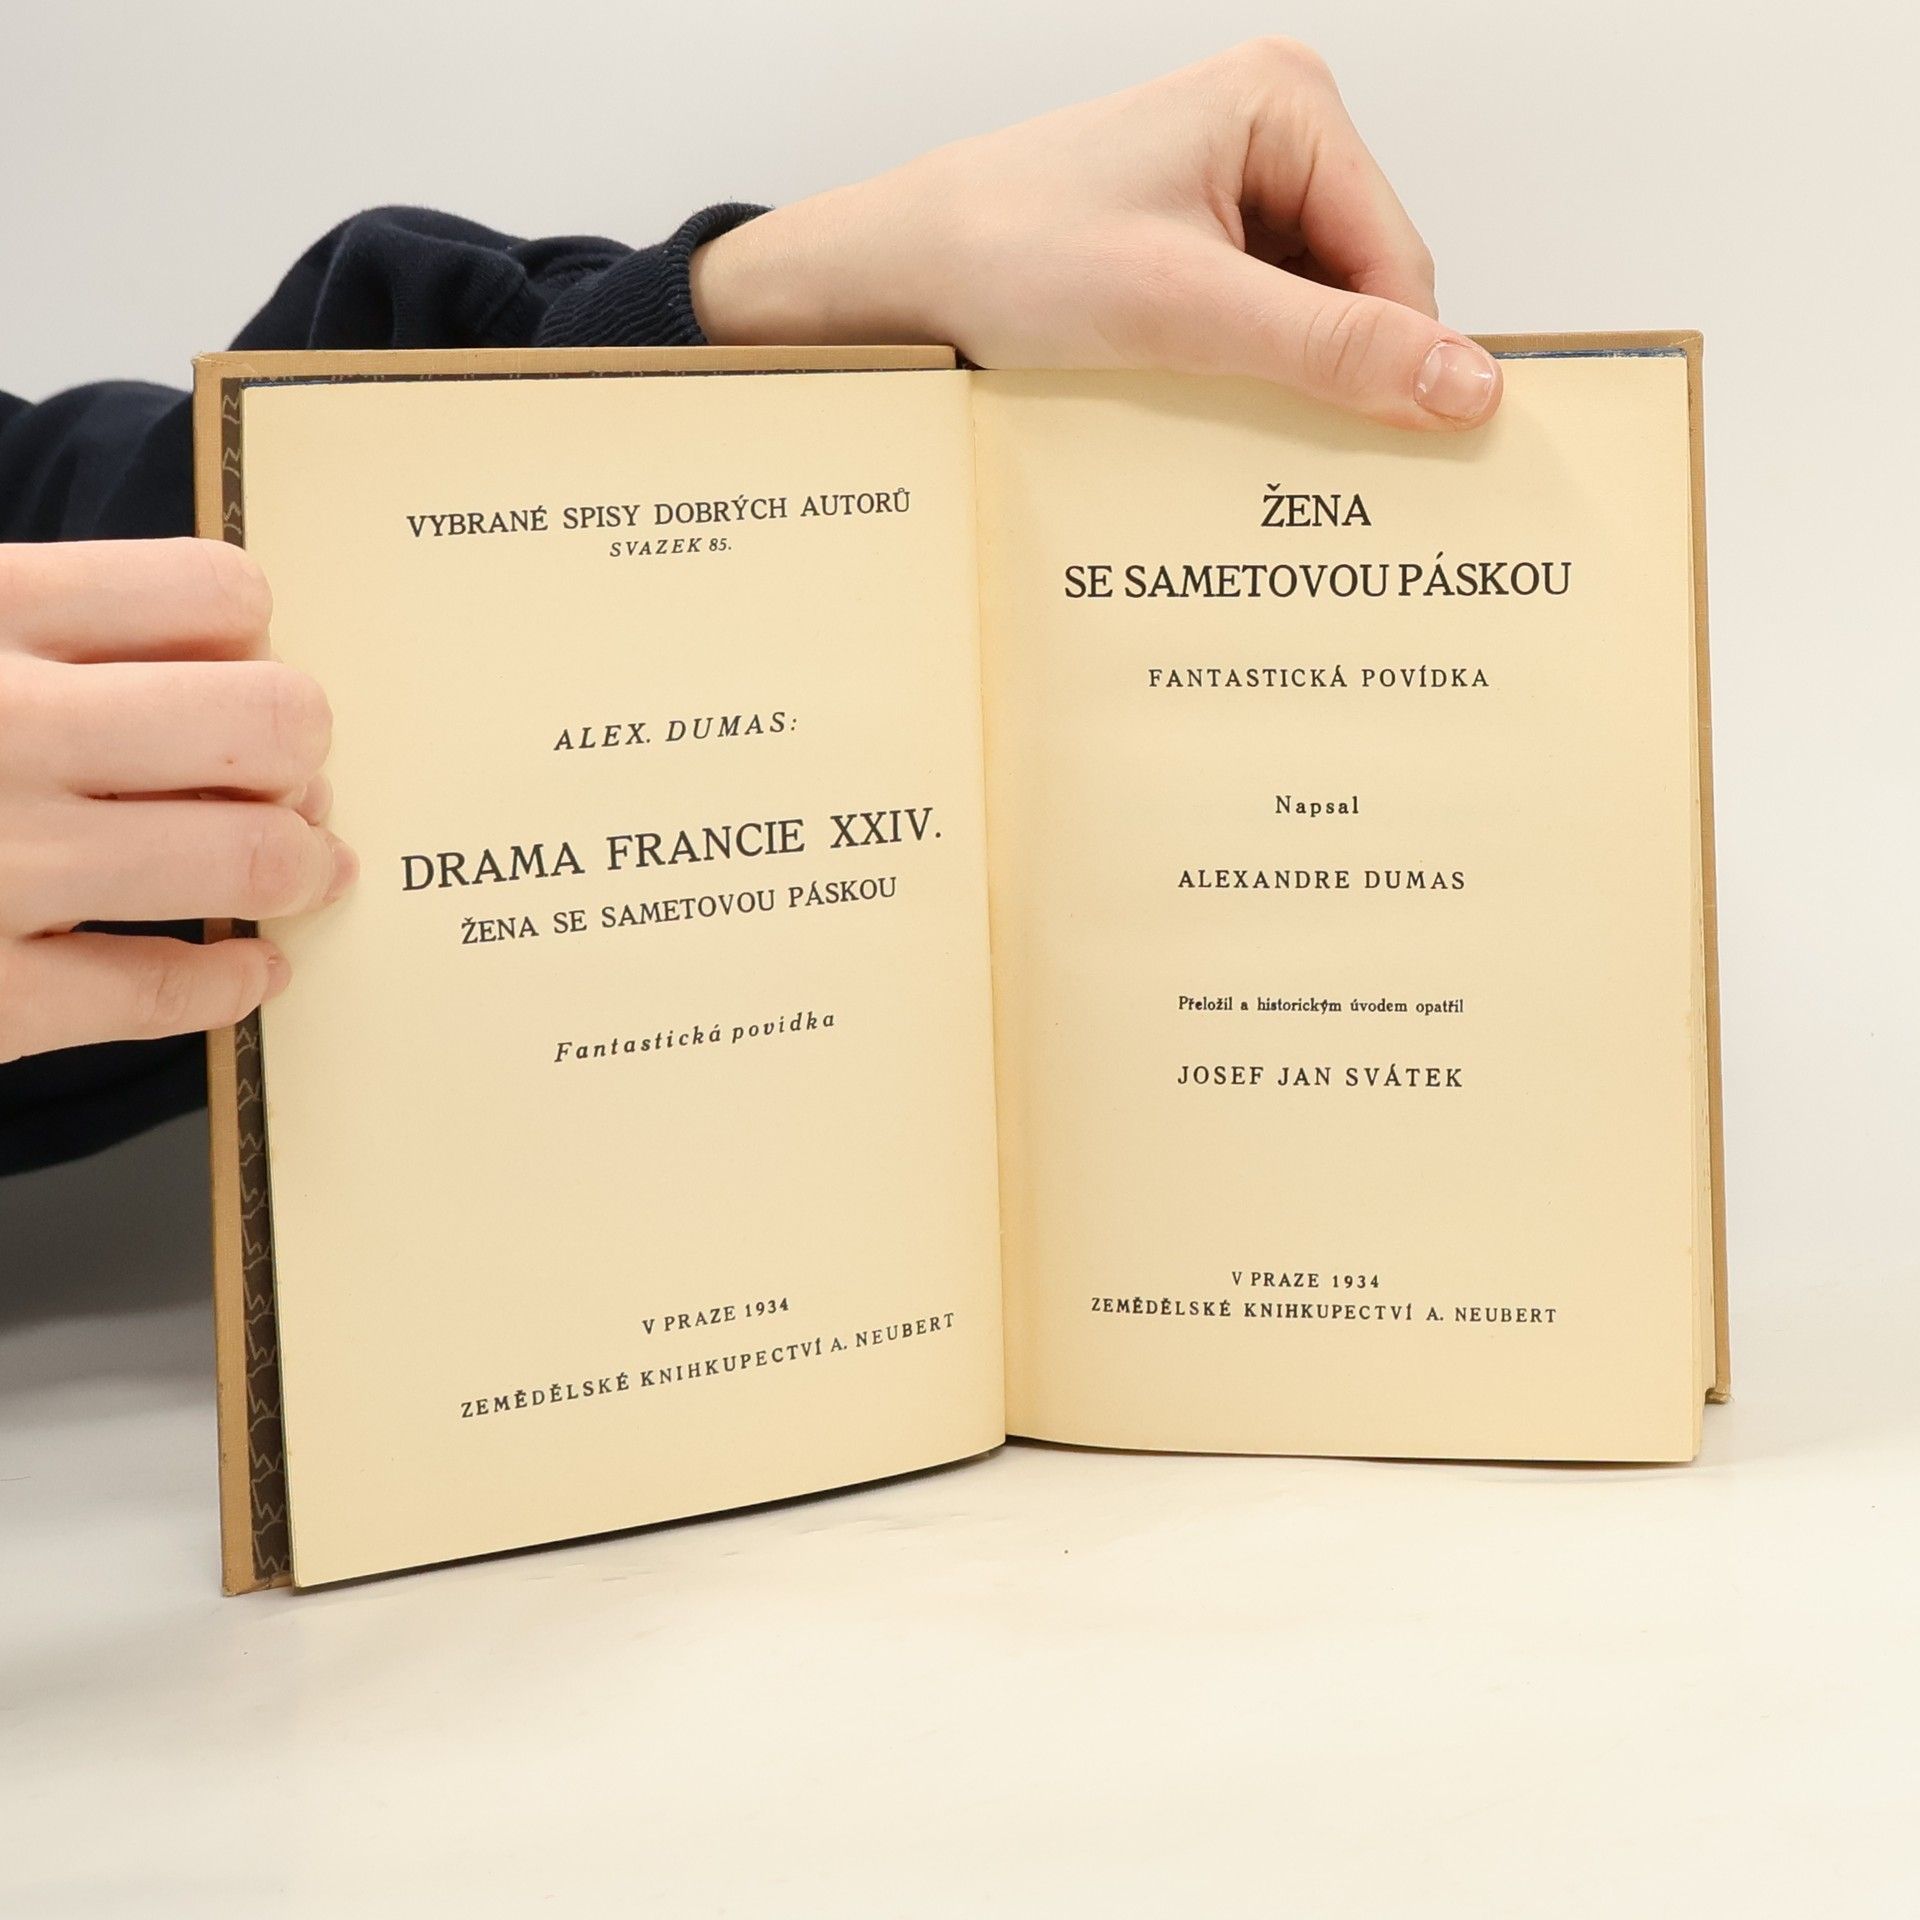 VYBRANÉ SPISY DOBRÝCH AUTORŮ
SVAZEK 85.
ALEX. DUMAS:
DRAMA FRANCIE XXIV.
ŽENA SE SAMETOVOU PÁSKOU
Fantastická povídka
V PRAZE 1934
ZEMĚDĚLSKÉ KNIHKUPECTVÍ A. NEUBERT
ŽENA
SE SAMETOVOU PÁSKOU
FANTASTICKÁ POVÍDKA
Napsal
ALEXANDRE DUMAS
Přeložil a historickým úvodem opatřil
JOSEF JAN SVÁTEK
V PRAZE 1934
ZEMĚDĚLSKÉ KNIHKUPECTVÍ A. NEUBERT